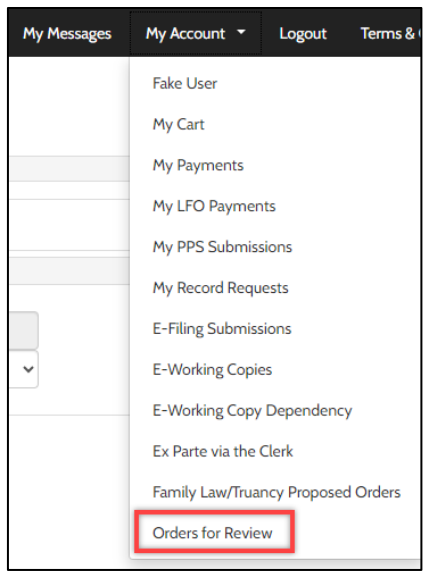 My Messages My Account Logout Terms &
Fake User
My Cart
My Payments
My LFO Payments
My PPS Submissions
My Record Requests
E-Filing Submissions
E-Working Copies
E-Working Copy Dependency
Ex Parte via the Clerk
Family Law/Truancy Proposed Orders
Orders for Review